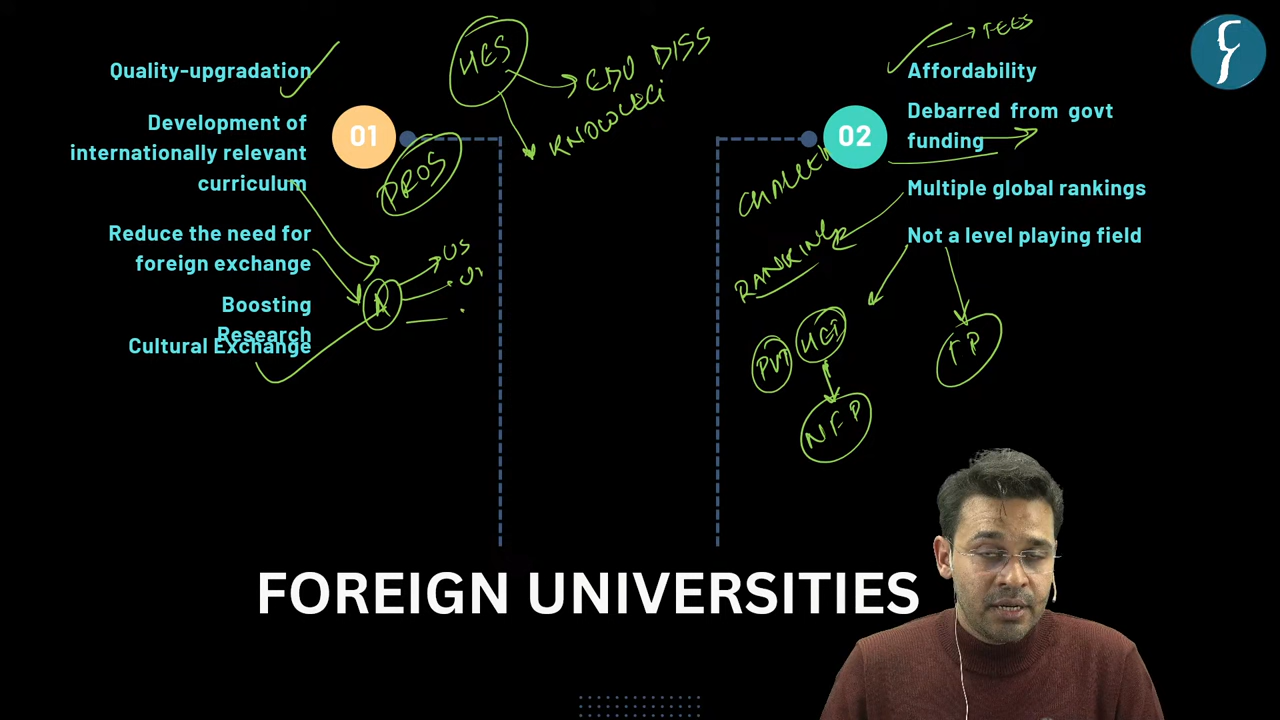 Quality-upgradation
Development of
internationally relevant
curriculum
Reduce the need for
foreign exchange
Boosting
Research
Cultural Exchange
01
PROS
HES
EDU DISS
US
02
FEES
Affordability
Debarred from govt
funding
Multiple global rankings
Not a level playing field
RANKING
PVT
HEI
NFP
FP
FOREIGN UNIVERSITIES